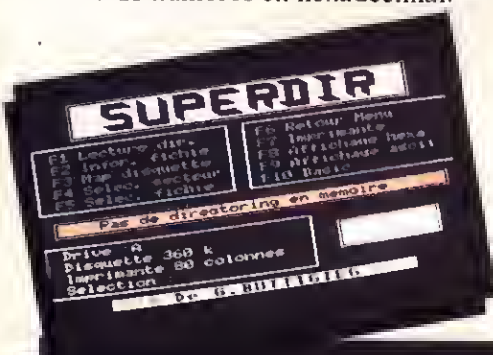 SUPERDIR
F1 Lecture dir.
F2 Infor. fichie
F3 Map disquette
F4 Selec. secteur
F5 Selec. fichie
F6 Retour Menu
F7 Imprimante
F8 Affichage hexa
F9 Affichage ascii
f10 Basic
Pas de directoring en memoire
Drive :A
Disquette 360 k
Imprimante 80 colonnes
Selection
De G.BUTTIGIEG